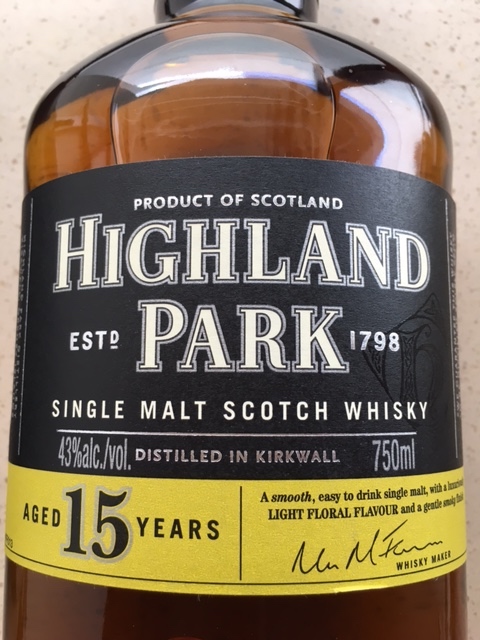 PRODUCT OF SCOTLAND
HIGHLAND
ESTD PARK 1798
SINGLE MALT SCOTCH WHISKY
43%alc./vol. DISTILLED IN KIRKWALL 750ml
AGED 15 YEARS
A smooth, easy to drink single malt, with a
LIGHT FLORAL FLAVOUR and a gentle smoky
WHISKY MAKER